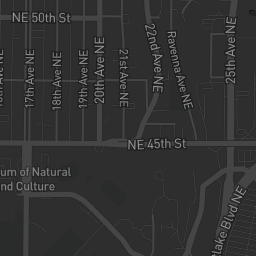 NE 50th St
17th Ave NE
18th Ave NE
19th Ave NE
20th Ave NE
21st Ave NE
22nd Ave NE
Ravenna Ave NE
25th Ave NE
NE 45th St
um of Natural
nd Culture
tlake Blvd NE